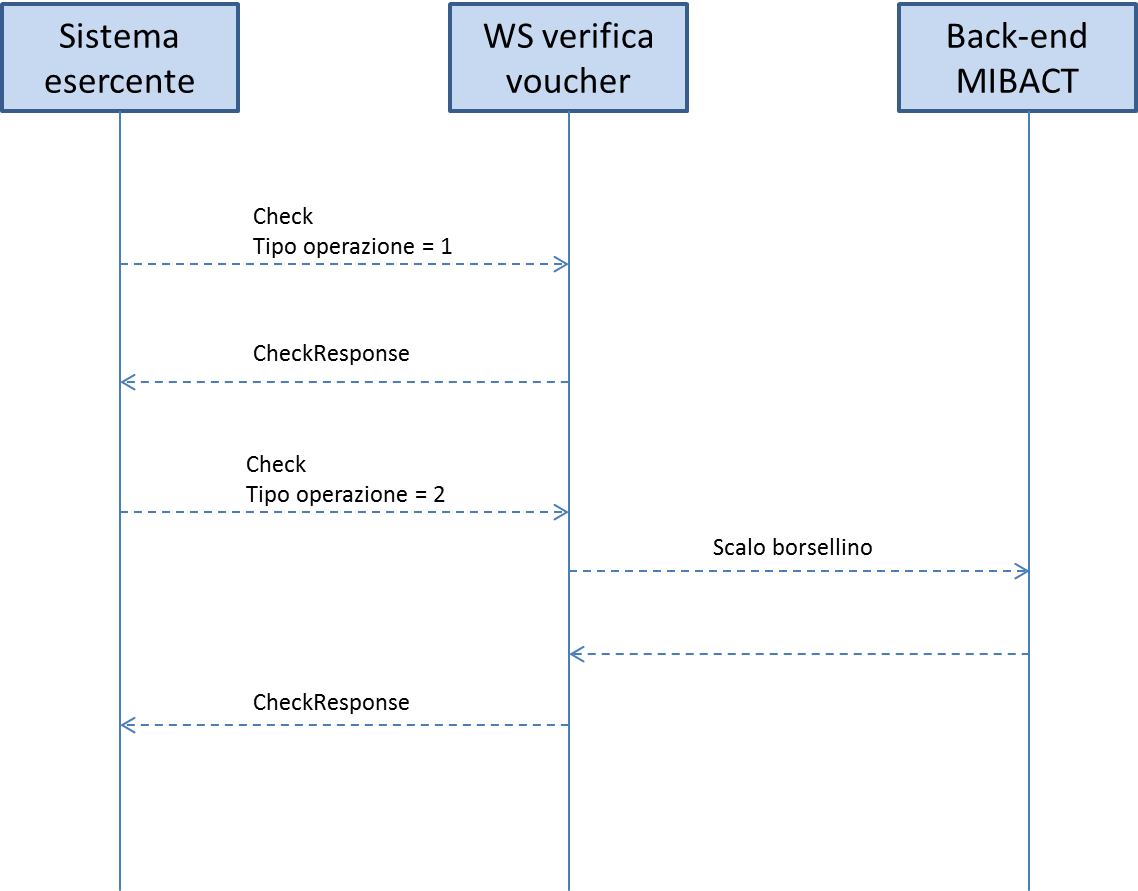 Sistema
esercente
WS verifica
voucher
Back-end
MIBACT
Check
Tipo operazione = 1
CheckResponse
Check
Tipo operazione = 2
Scalo borsellino
CheckResponse